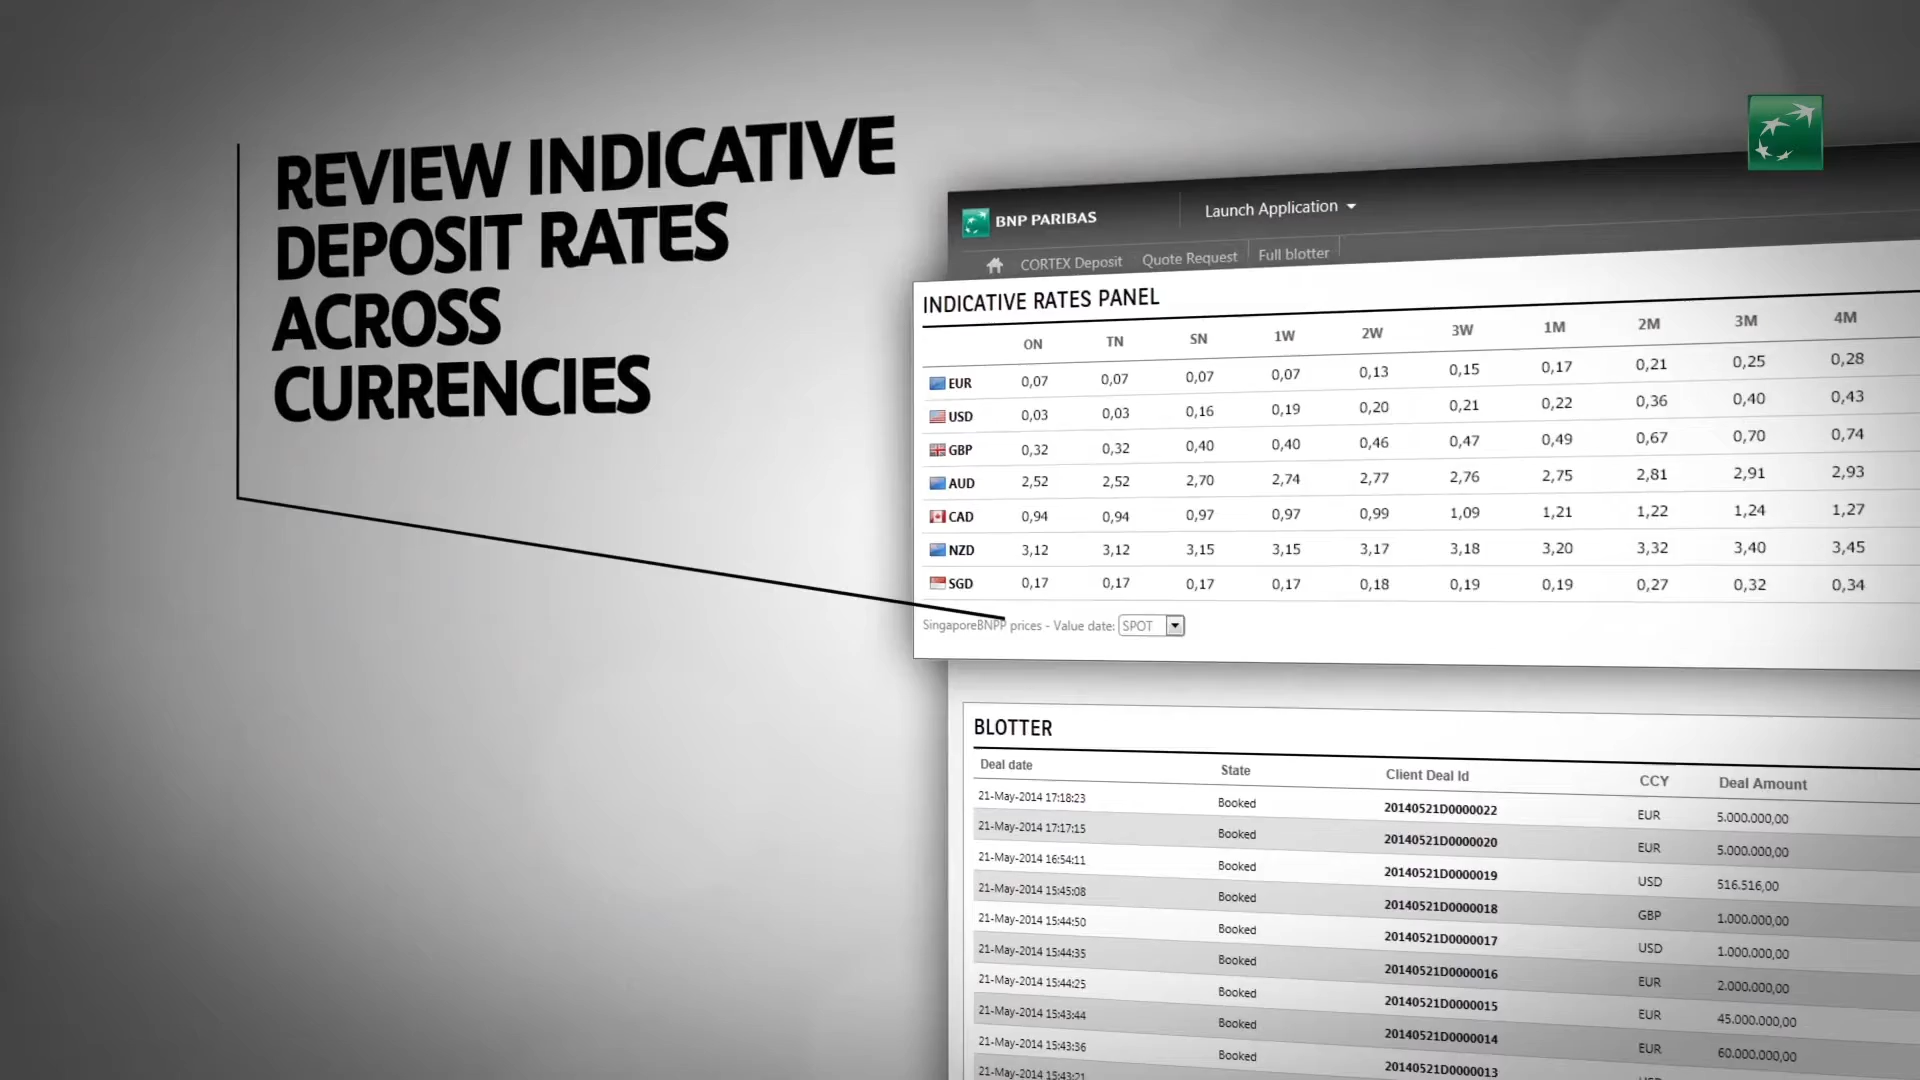 REVIEW INDICATIVE
DEPOSIT RATES
ACROSS
CURRENCIES
BNP PARIBAS
Launch Application
CORTEX Deposit Quote Request Full blotter
INDICATIVE RATES PANEL
ON TN SN 1W 2W 3W 1M 2M 3M 4M
EUR 0,07 0,07 0,07 0,07 0,13 0,15 0,17 0,21 0,25 0,28
USD 0,03 0,03 0,16 0,19 0,20 0,21 0,22 0,36 0,40 0,43
GBP 0,32 0,32 0,40 0,40 0,46 0,47 0,49 0,67 0,70 0,74
AUD 2,52 2,52 2,70 2,74 2,77 2,76 2,75 2,81 2,91 2,93
CAD 0,94 0,94 0,97 0,97 0,99 1,09 1,21 1,22 1,24 1,27
NZD 3,12 3,12 3,15 3,15 3,17 3,18 3,20 3,32 3,40 3,45
SGD 0,17 0,17 0,17 0,17 0,18 0,19 0,19 0,27 0,32 0,34
SingaporeBNPP prices - Value date: SPOT
BLOTTER
Deal date State Client Deal Id CCY Deal Amount
21-May-2014 17:18:23 Booked 20140521D0000022 EUR 5.000.000,00
21-May-2014 17:17:15 Booked 20140521D0000020 EUR 5.000.000,00
21-May-2014 16:54:11 Booked 20140521D0000019 USD 516.516,00
21-May-2014 15:45:08 Booked 20140521D0000018 GBP 1.000.000,00
21-May-2014 15:44:50 Booked 20140521D0000017 USD 1.000.000,00
21-May-2014 15:44:35 Booked 20140521D0000016 EUR 2.000.000,00
21-May-2014 15:44:25 Booked 20140521D0000015 EUR 45.000.000,00
21-May-2014 15:43:44 Booked 20140521D0000014 EUR 60.000.000,00
21-May-2014 15:43:36 Booked 20140521D0000013
21-May-2014 15:43:21